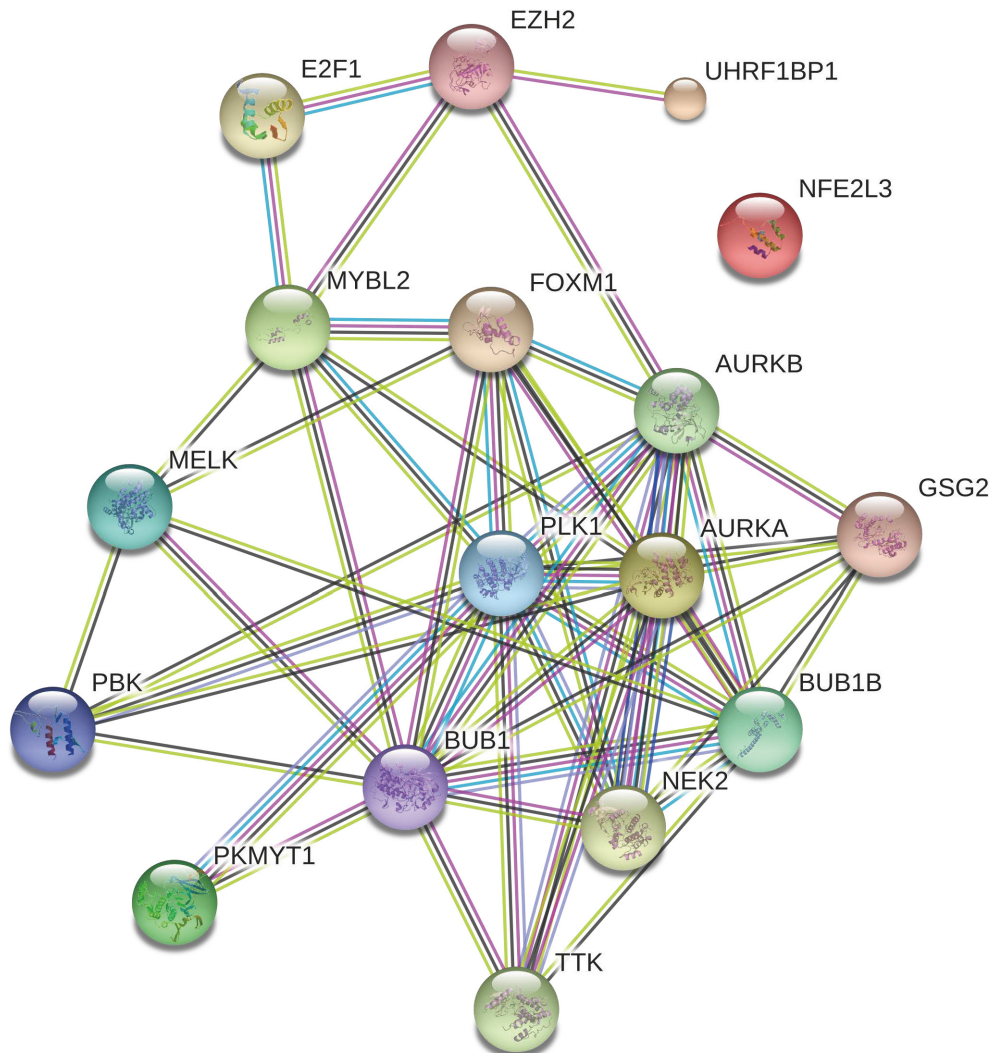 EZH2
E2F1
UHRF1BP1
NFE2L3
MYBL2
FOXM1
AURKB
MELK
GSG2
PLK1
AURKA
PBK
BUB1B
BUB1
NEK2
PKMYT1
TTK